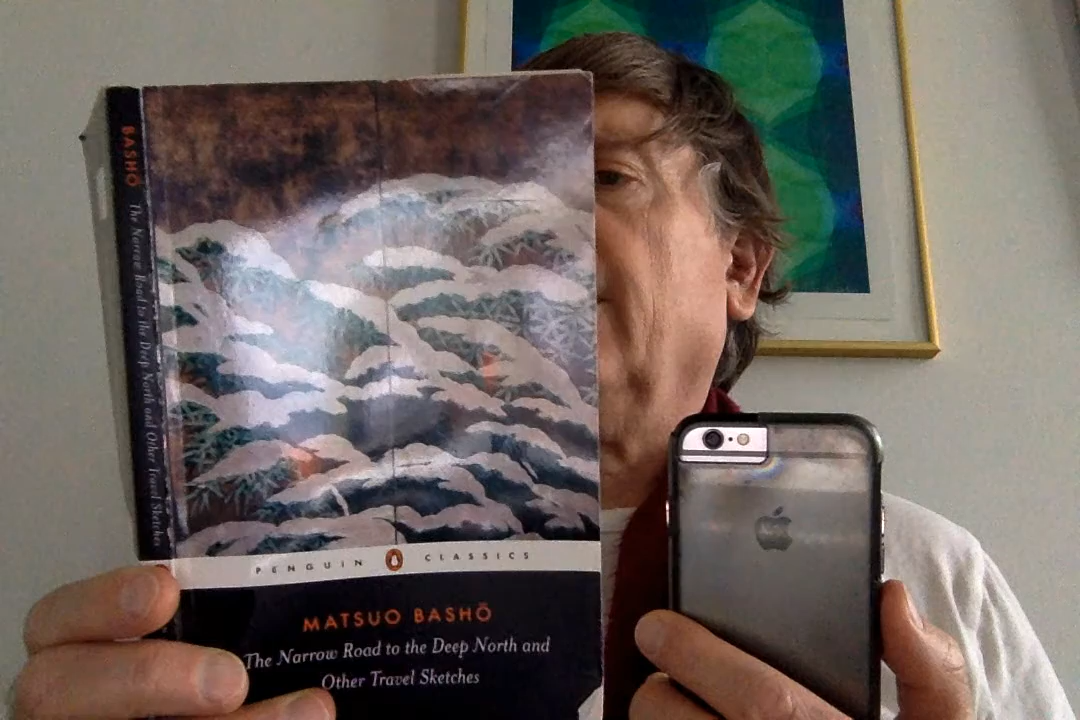 BASHŌ The Narrow Road to the Deep North and Other Travel Sketches
PENGUIN CLASSICS
MATSUO BASHŌ
The Narrow Road to the Deep North and
Other Travel Sketches